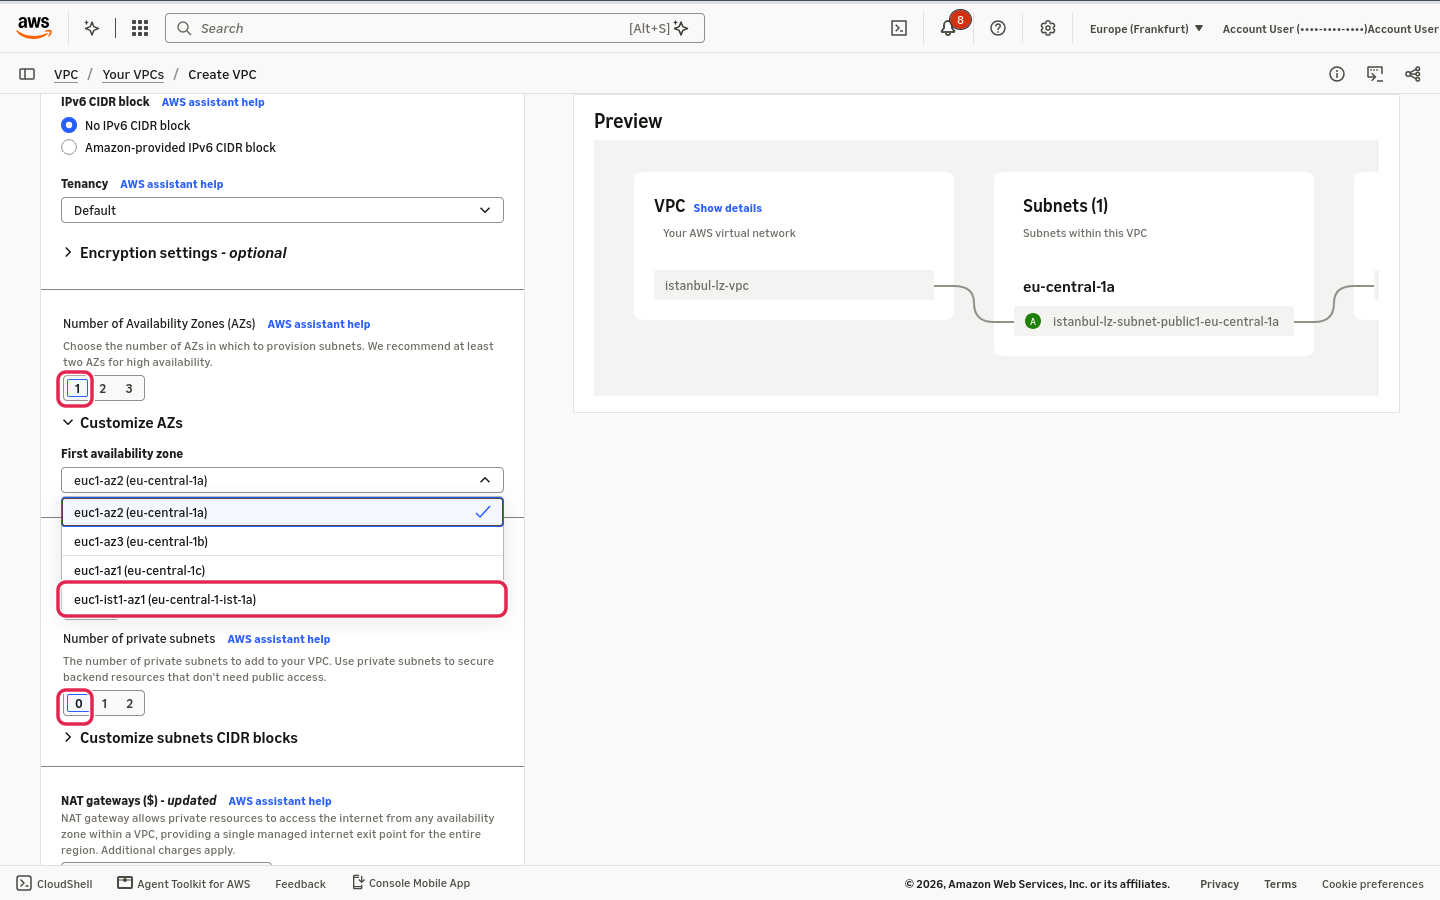 aws
Search
[Alt+S]
8
Europe (Frankfurt)
Account User (••••-••••-••••)Account User
VPC / Your VPCs / Create VPC
IPv6 CIDR block AWS assistant help
No IPv6 CIDR block
Amazon-provided IPv6 CIDR block
Tenancy AWS assistant help
Default
Encryption settings - optional
Number of Availability Zones (AZs) AWS assistant help
Choose the number of AZs in which to provision subnets. We recommend at least
two AZs for high availability.
1 2 3
Customize AZs
First availability zone
euc1-az2 (eu-central-1a)
euc1-az2 (eu-central-1a)
euc1-az3 (eu-central-1b)
euc1-az1 (eu-central-1c)
euc1-ist1-az1 (eu-central-1-ist-1a)
Number of private subnets AWS assistant help
The number of private subnets to add to your VPC. Use private subnets to secure
backend resources that don't need public access.
0 1 2
Customize subnets CIDR blocks
NAT gateways ($) - updated AWS assistant help
NAT gateway allows private resources to access the internet from any availability
zone within a VPC, providing a single managed internet exit point for the entire
region. Additional charges apply.
Preview
VPC Show details
Your AWS virtual network
istanbul-lz-vpc
Subnets (1)
Subnets within this VPC
eu-central-1a
A istanbul-lz-subnet-public1-eu-central-1a
CloudShell
Agent Toolkit for AWS
Feedback
Console Mobile App
© 2026, Amazon Web Services, Inc. or its affiliates.
Privacy
Terms
Cookie preferences